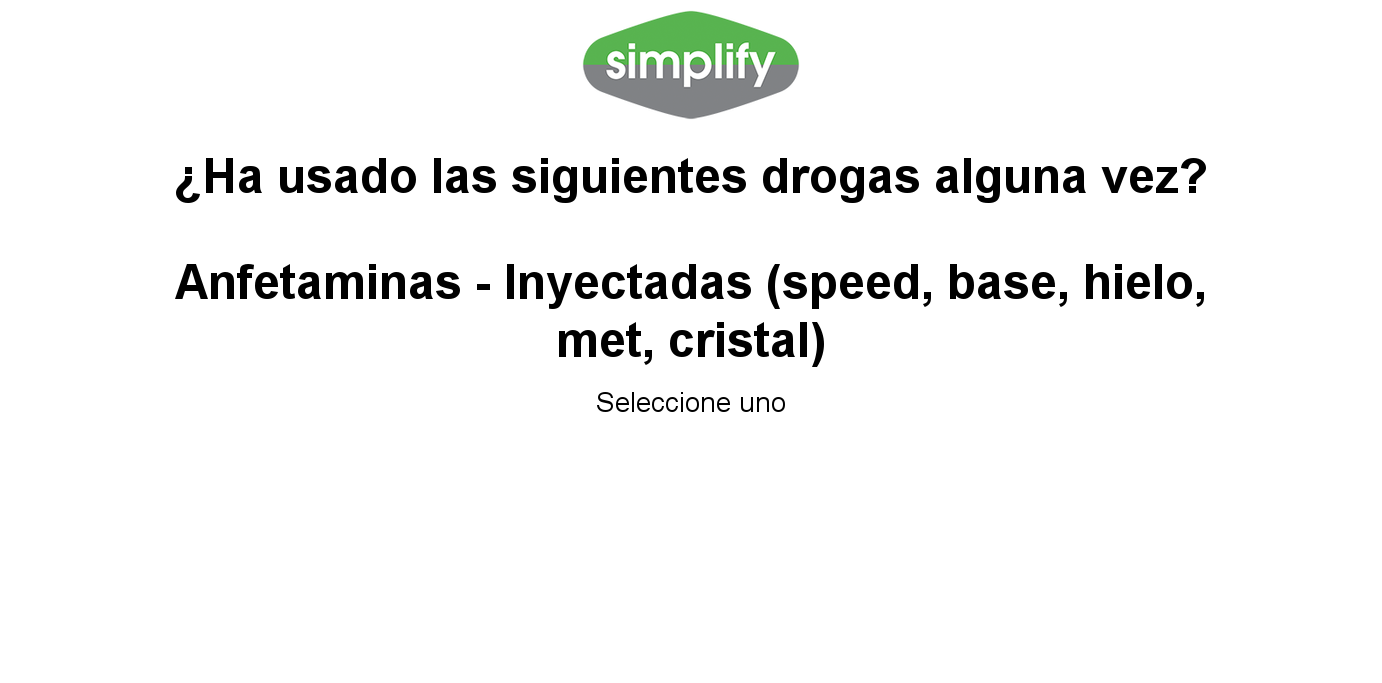 simplify
¿Ha usado las siguientes drogas alguna vez?
Anfetaminas - Inyectadas (speed, base, hielo,
met, cristal)
Seleccione uno